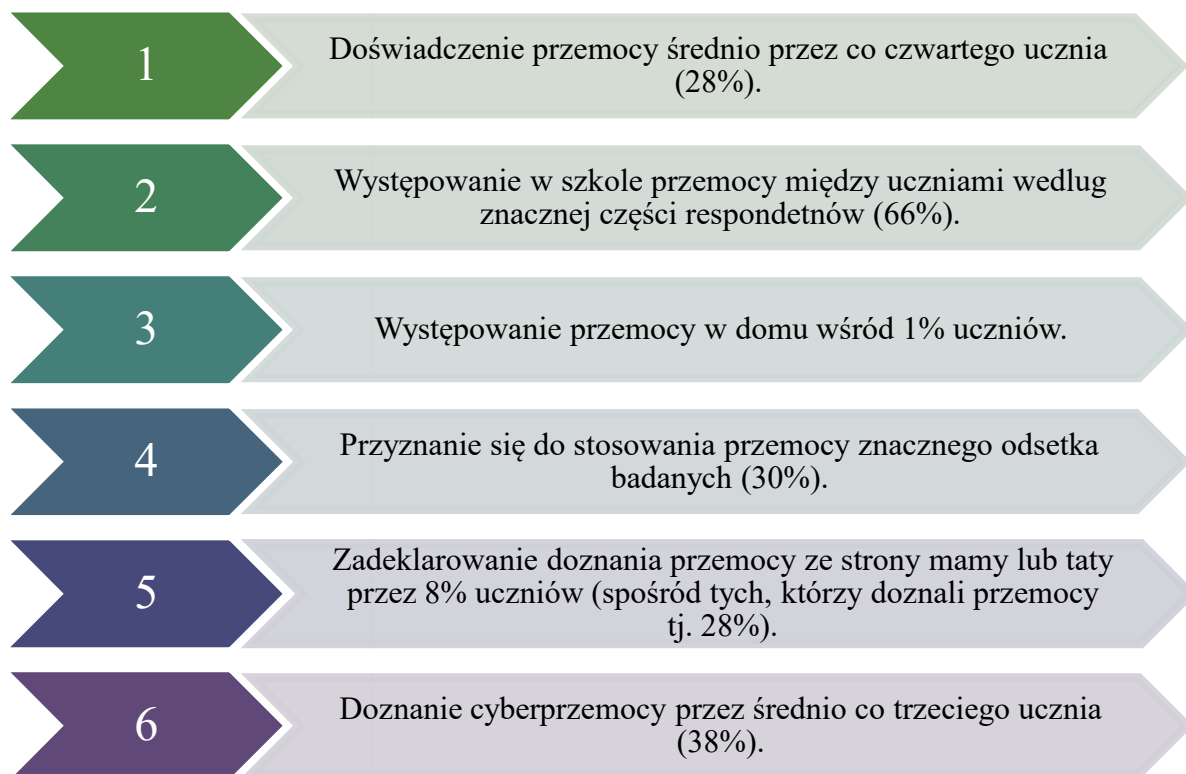 1
Doświadczenie przemocy średnio przez co czwartego ucznia
(28%).
2
Występowanie w szkole przemocy między uczniami wedlug
znacznej części respondetnów (66%).
3
Występowanie przemocy w domu wśród 1% uczniów.
4
Przyznanie się do stosowania przemocy znacznego odsetka
badanych (30%).
5
Zadeklarowanie doznania przemocy ze strony mamy lub taty
przez 8% uczniów (spośród tych, którzy doznali przemocy
tj. 28%).
6
Doznanie cyberprzemocy przez średnio co trzeciego ucznia
(38%).